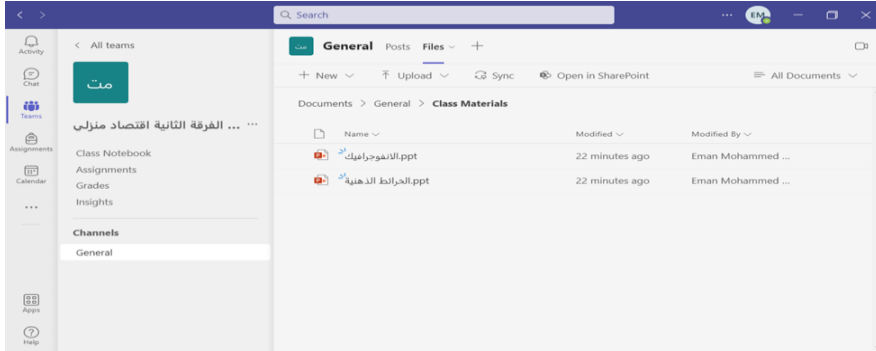 Search
EM
Activity
Chat
Teams
Assignments
Calendar
Apps
Help
All teams
مت
... الفرقة الثانية اقتصاد منزلي
Class Notebook
Assignments
Grades
Insights
Channels
General
مت General Posts Files
New Upload Sync Open in SharePoint All Documents
Documents > General > Class Materials
Name Modified Modified By
الانفوجرافيك.ppt 22 minutes ago Eman Mohammed ...
الخرائط الذهنية.ppt 22 minutes ago Eman Mohammed ...